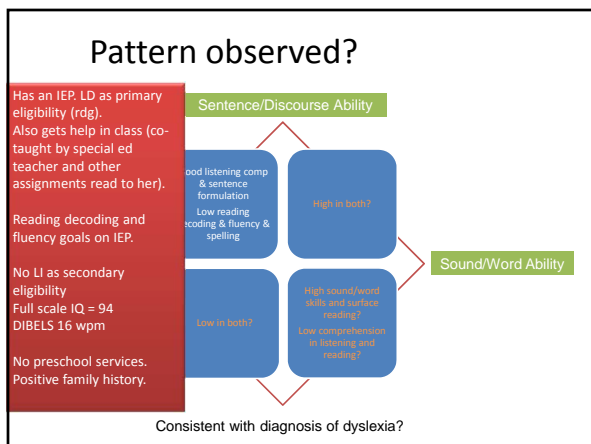 Pattern observed?
Has an IEP. LD as primary
eligibility (rdg).
Also gets help in class (co-
taught by special ed
teacher and other
assignments read to her).
Reading decoding and
fluency goals on IEP.
No LI as secondary
eligibility
Full scale IQ = 94
DIBELS 16 wpm
No preschool services.
Positive family history.
Sentence/Discourse Ability
ood listening comp
& sentence
formulation
Low reading
ecoding & fluency &
spelling
High in both?
Sound/Word Ability
Low in both?
High sound/word
skills and surface
reading?
Low comprehension
in listening and
reading?
Consistent with diagnosis of dyslexia?